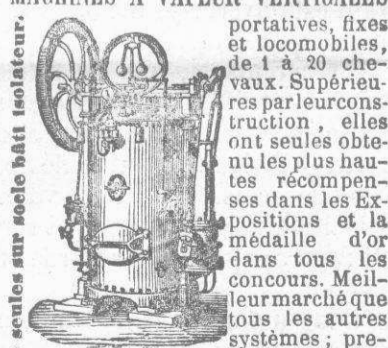 MACHINES A VAPEUR VERTICALES
seules sur socle bâti isolateur.
portatives, fixes
et locomobiles,
de 1 à 20 che-
vaux. Supérieu-
res par leur cons-
truction , elles
ont seules obte-
nu les plus hau-
tes récompen-
ses dans les Ex-
positions et la
médaille d'or
dans tous les
concours. Meil-
leur marché que
tous les autres
systèmes ; pre-